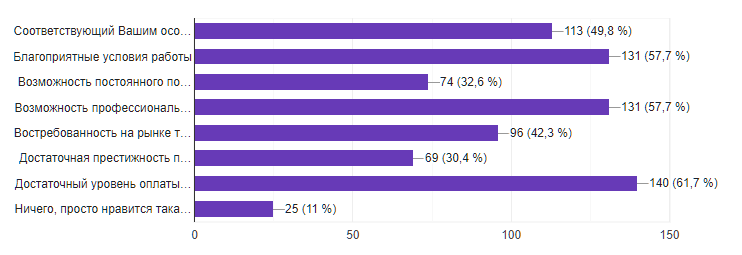 Соответствующий Вашим осо… 113 (49,8 %)
Благоприятные условия работы 131 (57,7 %)
Возможность постоянного по… 74 (32,6 %)
Возможность профессиональ… 131 (57,7 %)
Востребованность на рынке т… 96 (42,3 %)
Достаточная престижность п… 69 (30,4 %)
Достаточный уровень оплаты… 140 (61,7 %)
Ничего, просто нравится така… 25 (11 %)
0 50 100 150